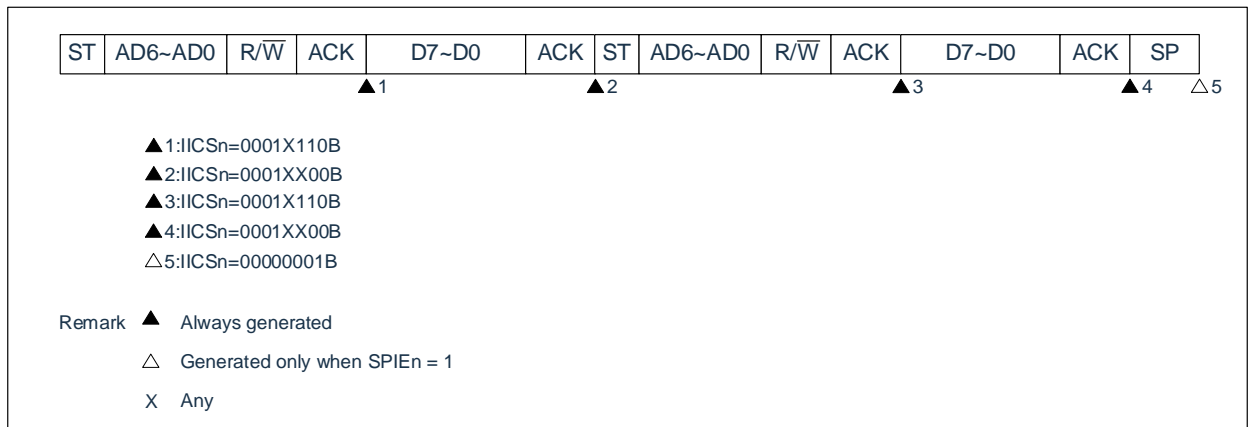 ST AD6~AD0 R/W̅ ACK D7~D0 ACK ST AD6~AD0 R/W̅ ACK D7~D0 ACK SP
▲1 ▲2 ▲3 ▲4 △5
▲1:IICSn=0001X110B
▲2:IICSn=0001XX00B
▲3:IICSn=0001X110B
▲4:IICSn=0001XX00B
△5:IICSn=00000001B
Remark ▲ Always generated
△ Generated only when SPIEn = 1
X Any